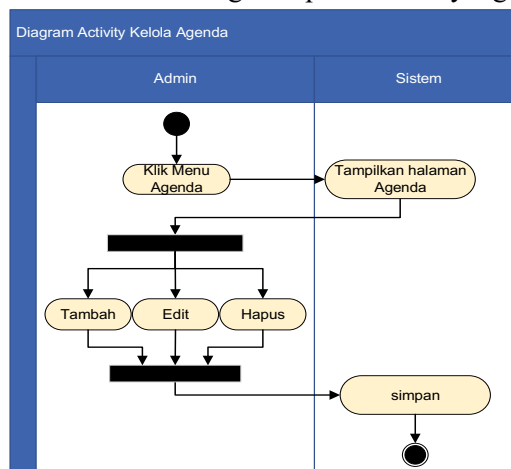 Diagram Activity Kelola Agenda
Admin
Sistem
Klik Menu
Agenda
Tampilkan halaman
Agenda
Tambah
Edit
Hapus
simpan